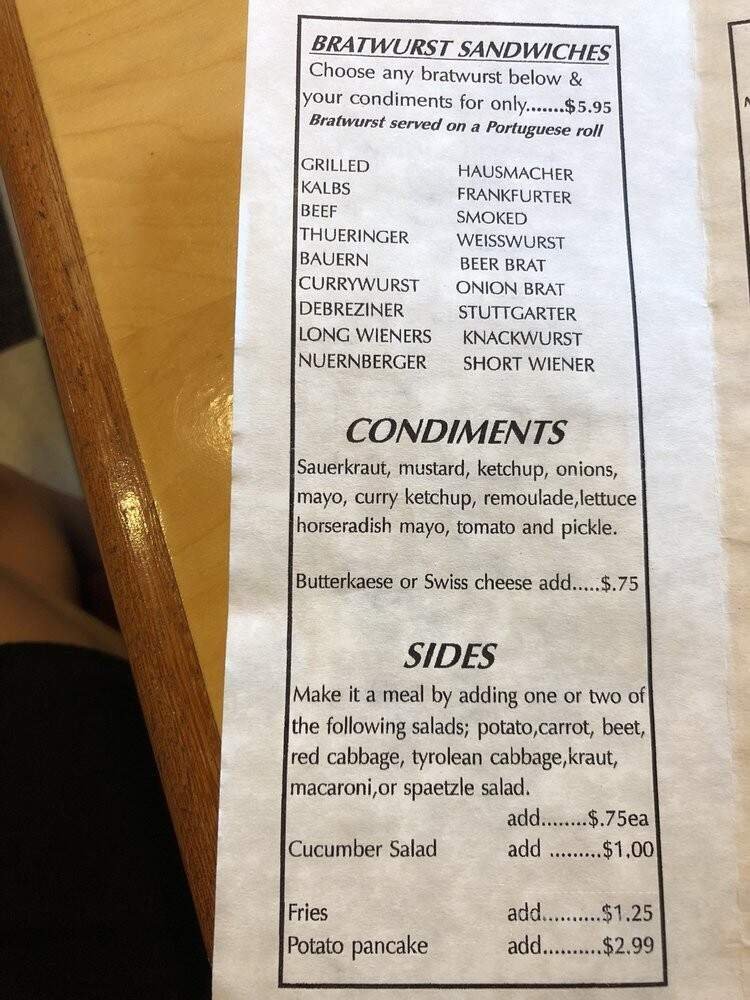 BRATWURST SANDWICHES
Choose any bratwurst below &
your condiments for only.......$5.95
Bratwurst served on a Portuguese roll
GRILLED HAUSMACHER
KALBS FRANKFURTER
BEEF SMOKED
THUERINGER WEISSWURST
BAUERN BEER BRAT
CURRYWURST ONION BRAT
DEBREZINER STUTTGARTER
LONG WIENERS KNACKWURST
NUERNBERGER SHORT WIENER
CONDIMENTS
Sauerkraut, mustard, ketchup, onions,
mayo, curry ketchup, remoulade,lettuce
horseradish mayo, tomato and pickle.
Butterkaese or Swiss cheese add.....$.75
SIDES
Make it a meal by adding one or two of
the following salads; potato,carrot, beet,
red cabbage, tyrolean cabbage,kraut,
macaroni,or spaetzle salad.
add........$.75ea
Cucumber Salad add .........$1.00
Fries add..........$1.25
Potato pancake add..........$2.99